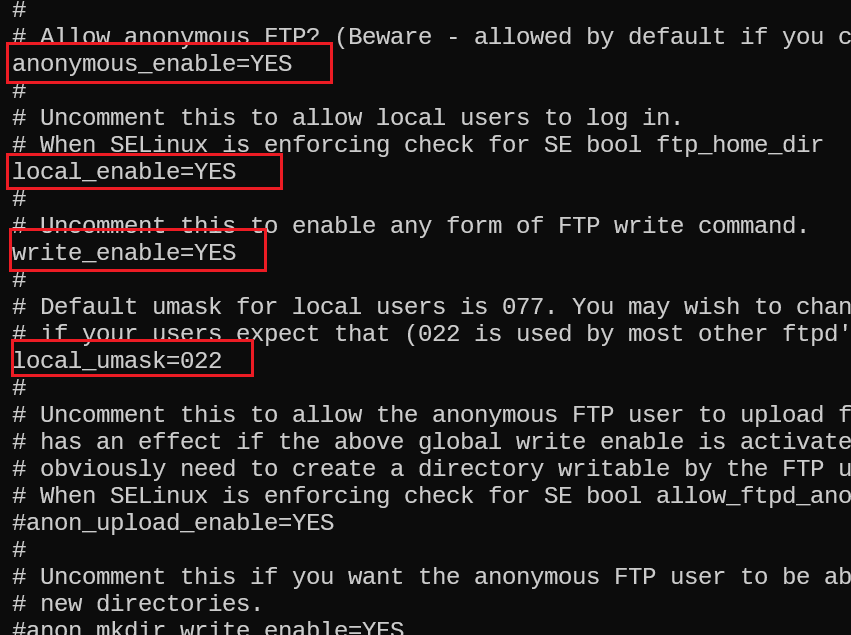 #
# Allow anonymous FTP? (Beware - allowed by default if you c
anonymous_enable=YES
#
# Uncomment this to allow local users to log in.
# When SELinux is enforcing check for SE bool ftp_home_dir
local_enable=YES
#
# Uncomment this to enable any form of FTP write command.
write_enable=YES
#
# Default umask for local users is 077. You may wish to chan
# if your users expect that (022 is used by most other ftpd'
local_umask=022
#
# Uncomment this to allow the anonymous FTP user to upload f
# has an effect if the above global write enable is activate
# obviously need to create a directory writable by the FTP u
# When SELinux is enforcing check for SE bool allow_ftpd_ano
#anon_upload_enable=YES
#
# Uncomment this if you want the anonymous FTP user to be ab
# new directories.
#anon_mkdir_write_enable=YES